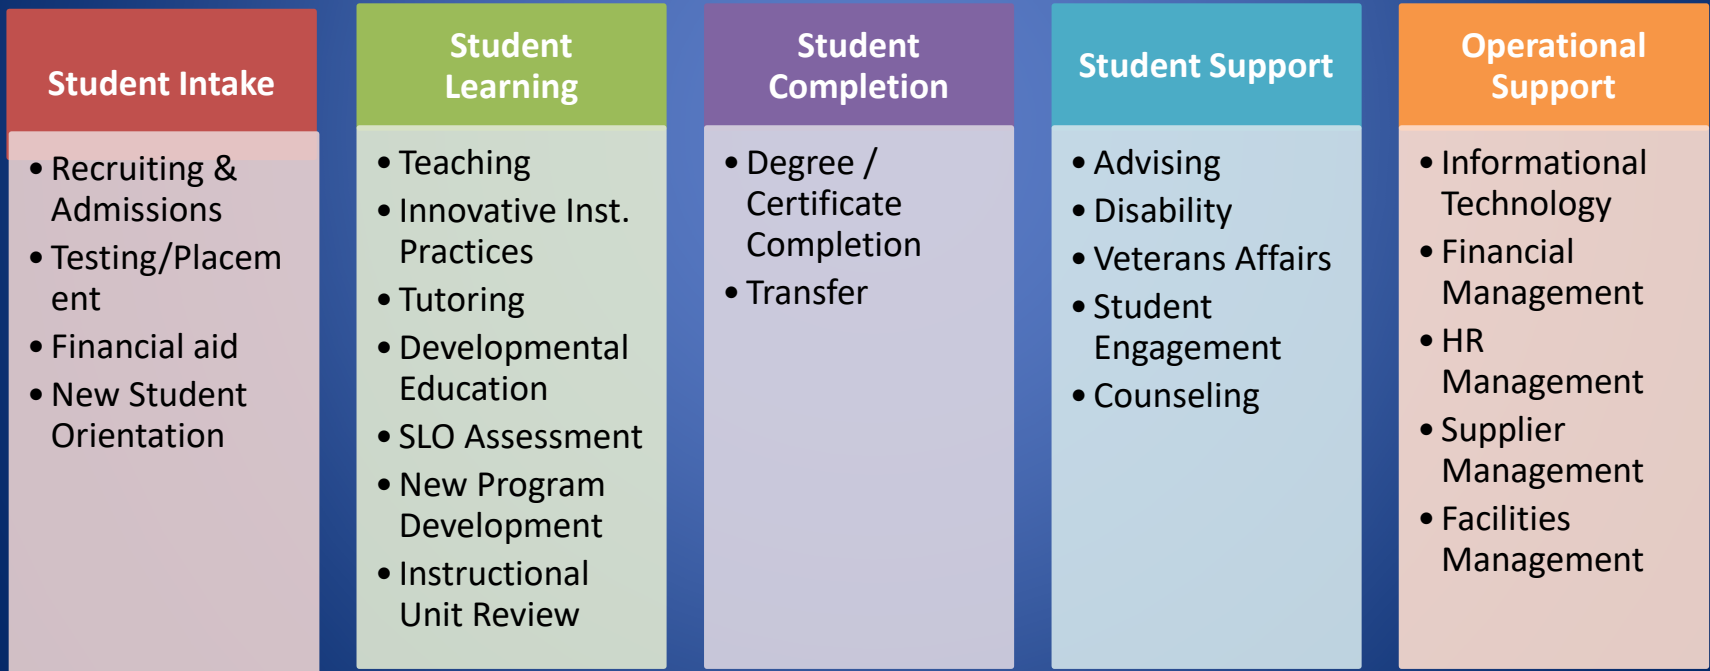 Student Intake
• Recruiting &
Admissions
• Testing/Placem
ent
• Financial aid
• New Student
Orientation
Student
Learning
• Teaching
• Innovative Inst.
Practices
• Tutoring
• Developmental
Education
• SLO Assessment
• New Program
Development
• Instructional
Unit Review
Student
Completion
• Degree /
Certificate
Completion
• Transfer
Student Support
• Advising
• Disability
• Veterans Affairs
• Student
Engagement
• Counseling
Operational
Support
• Informational
Technology
• Financial
Management
• HR
Management
• Supplier
Management
• Facilities
Management